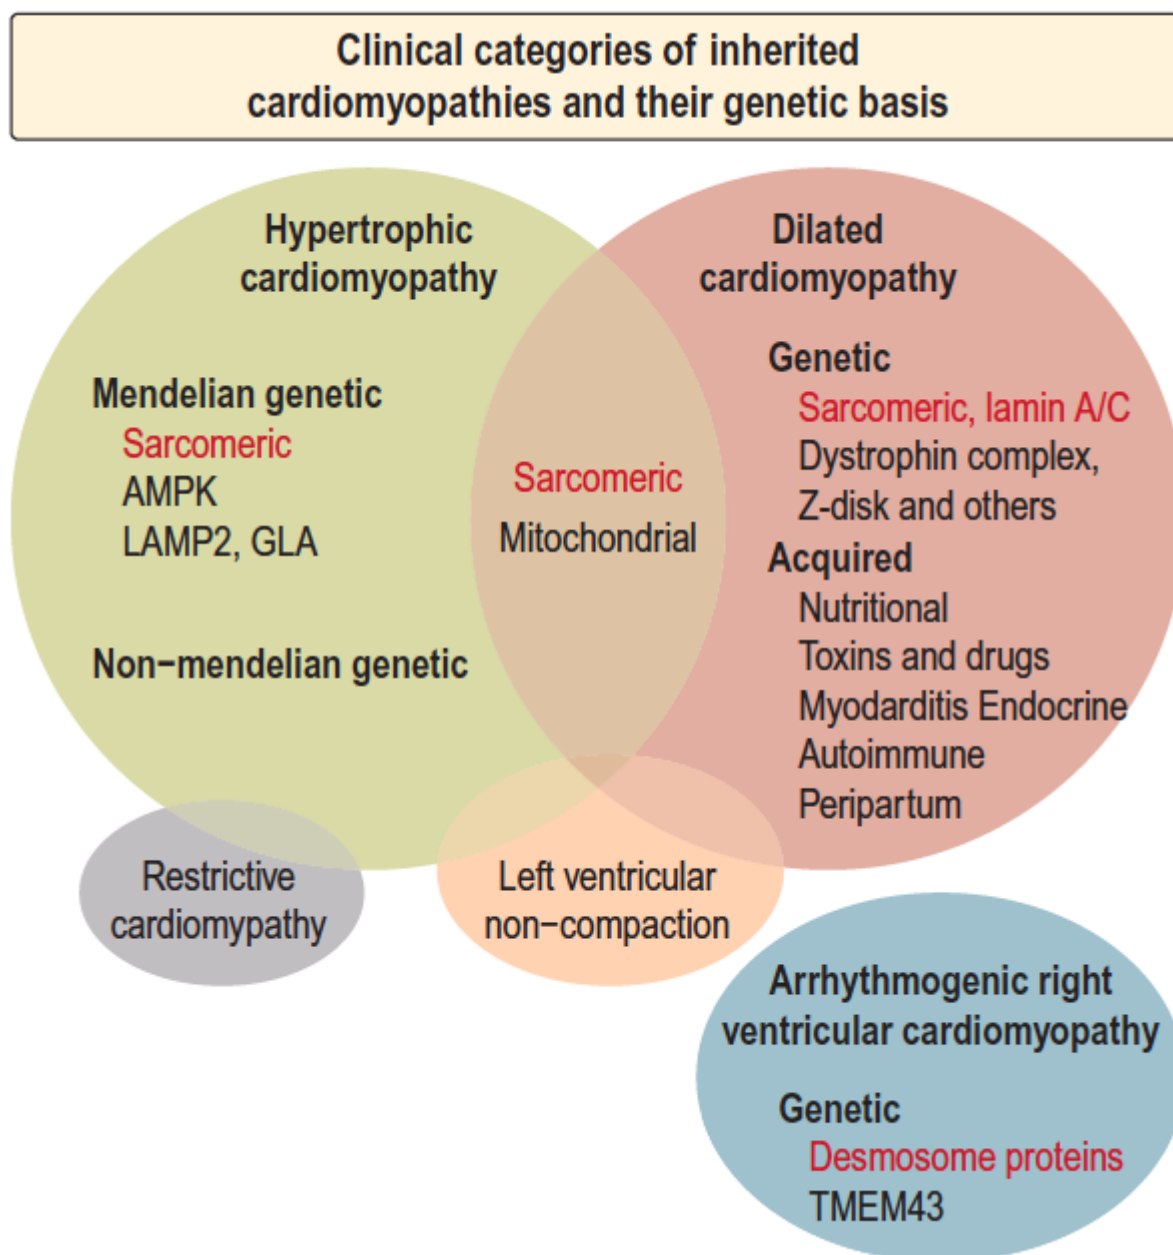 Clinical categories of inherited
cardiomyopathies and their genetic basis
Hypertrophic
cardiomyopathy
Mendelian genetic
Sarcomeric
AMPK
LAMP2, GLA
Non−mendelian genetic
Sarcomeric
Mitochondrial
Dilated
cardiomyopathy
Genetic
Sarcomeric, lamin A/C
Dystrophin complex,
Z-disk and others
Acquired
Nutritional
Toxins and drugs
Myodarditis Endocrine
Autoimmune
Peripartum
Restrictive
cardiomypathy
Left ventricular
non−compaction
Arrhythmogenic right
ventricular cardiomyopathy
Genetic
Desmosome proteins
TMEM43